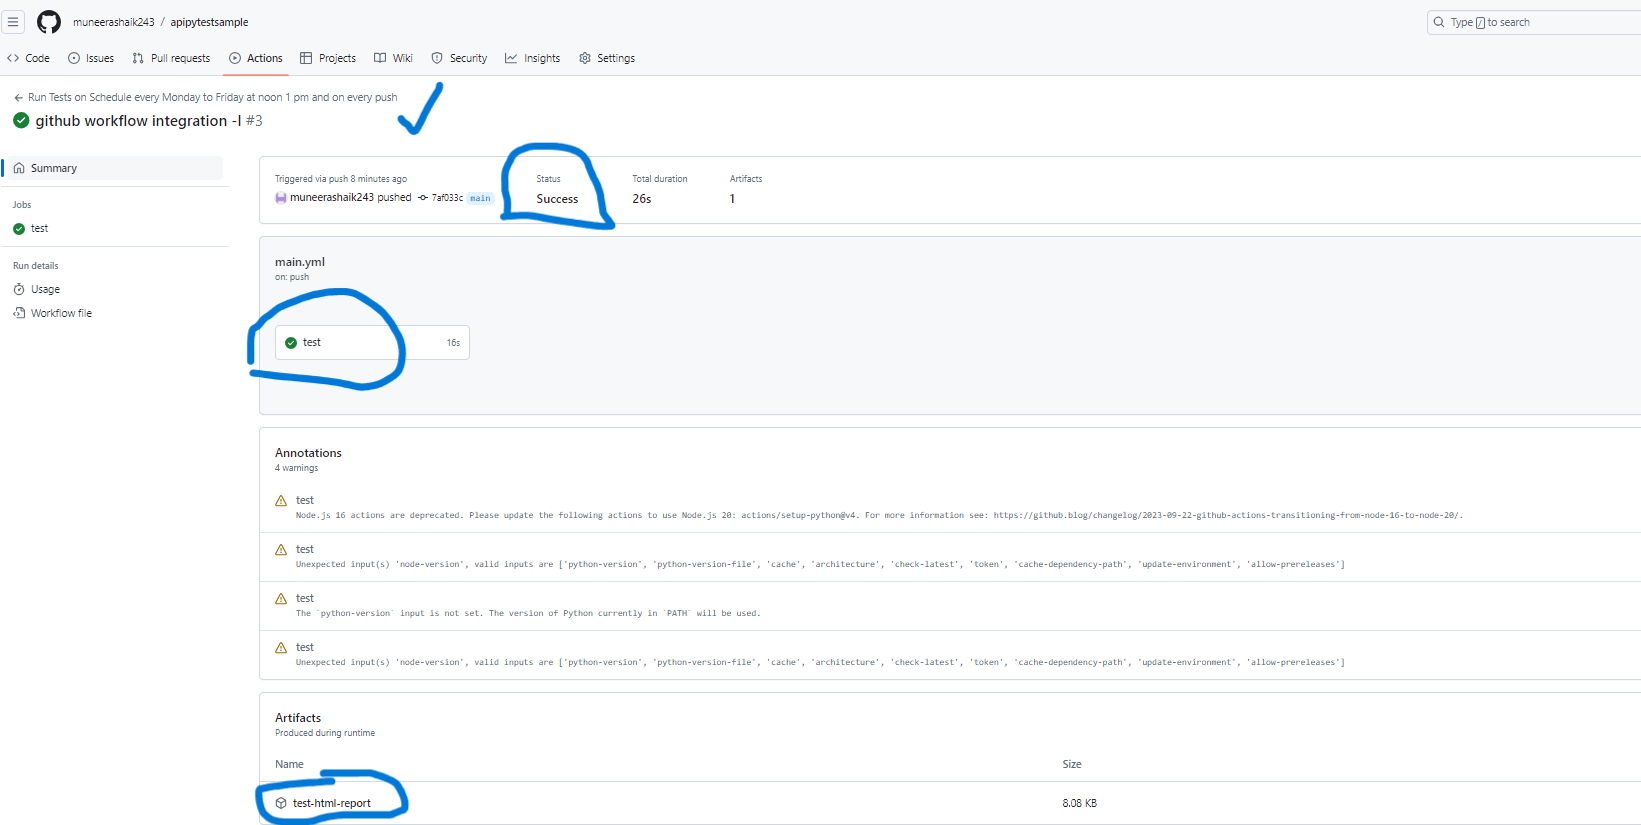 muneerashaik243 / apipytestsample
Type / to search
Code Issues Pull requests Actions Projects Wiki Security Insights Settings
Run Tests on Schedule every Monday to Friday at noon 1 pm and on every push
github workflow integration -I #3
Summary
Jobs
test
Run details
Usage
Workflow file
Triggered via push 8 minutes ago
muneerashaik243 pushed 7af033c main
Status
Success
Total duration
26s
Artifacts
1
main.yml
on: push
test 16s
Annotations
4 warnings
test
Node.js 16 actions are deprecated. Please update the following actions to use Node.js 20: actions/setup-python@v4. For more information see: https://github.blog/changelog/2023-09-22-github-actions-transitioning-from-node-16-to-node-20/.
test
Unexpected input(s) 'node-version', valid inputs are ['python-version', 'python-version-file', 'cache', 'architecture', 'check-latest', 'token', 'cache-dependency-path', 'update-environment', 'allow-prereleases']
test
The `python-version` input is not set. The version of Python currently in `PATH` will be used.
test
Unexpected input(s) 'node-version', valid inputs are ['python-version', 'python-version-file', 'cache', 'architecture', 'check-latest', 'token', 'cache-dependency-path', 'update-environment', 'allow-prereleases']
Artifacts
Produced during runtime
Name Size
test-html-report 8.08 KB